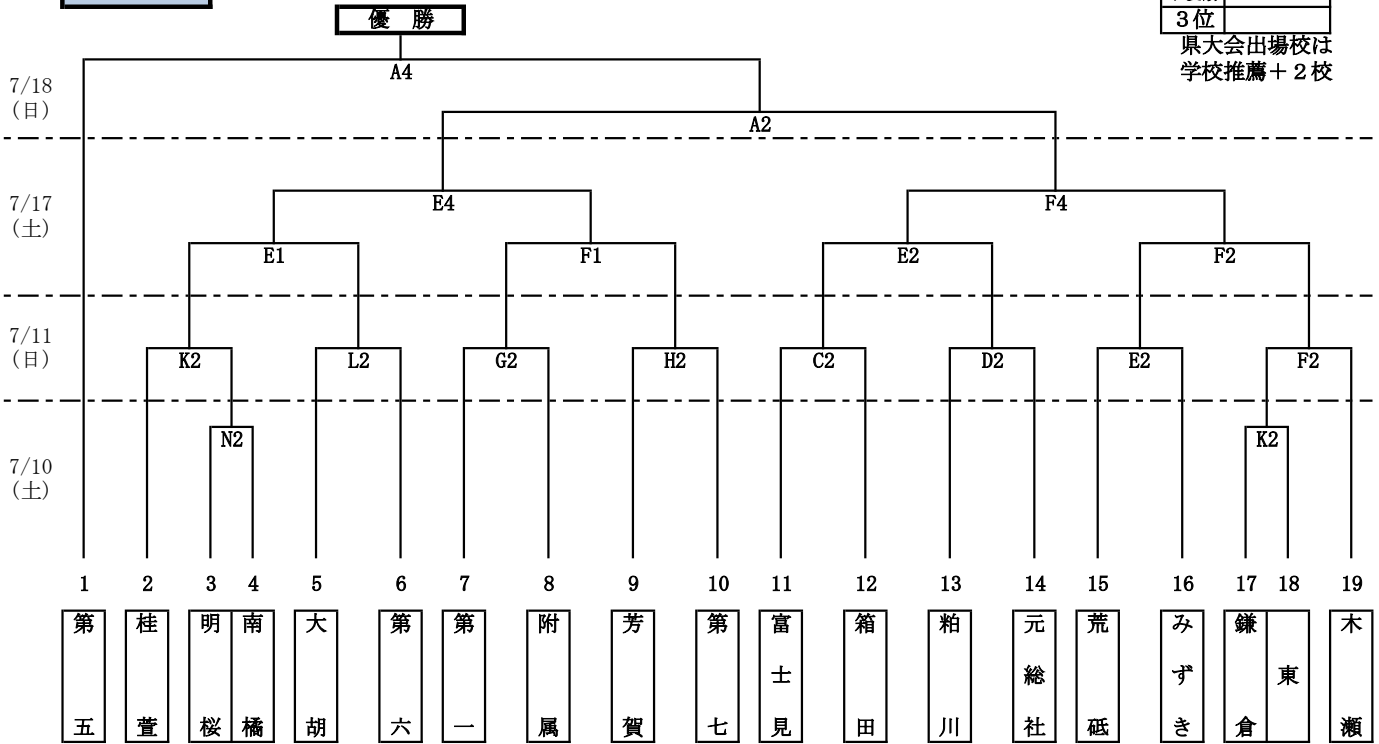 優　勝
３位
県大会出場校は
学校推薦＋２校
7/18
（日）
A4
A2
7/17
（土）
E4
F4
E1
F1
E2
F2
7/11
（日）
K2
L2
G2
H2
C2
D2
E2
F2
7/10
（土）
N2
K2
1 2 3 4 5 6 7 8 9 10 11 12 13 14 15 16 17 18 19
第五
桂萱
明桜
南橘
大胡
第六
第一
附属
芳賀
第七
富士見
箱田
粕川
元総社
荒砥
みずき
鎌倉
東
木瀬